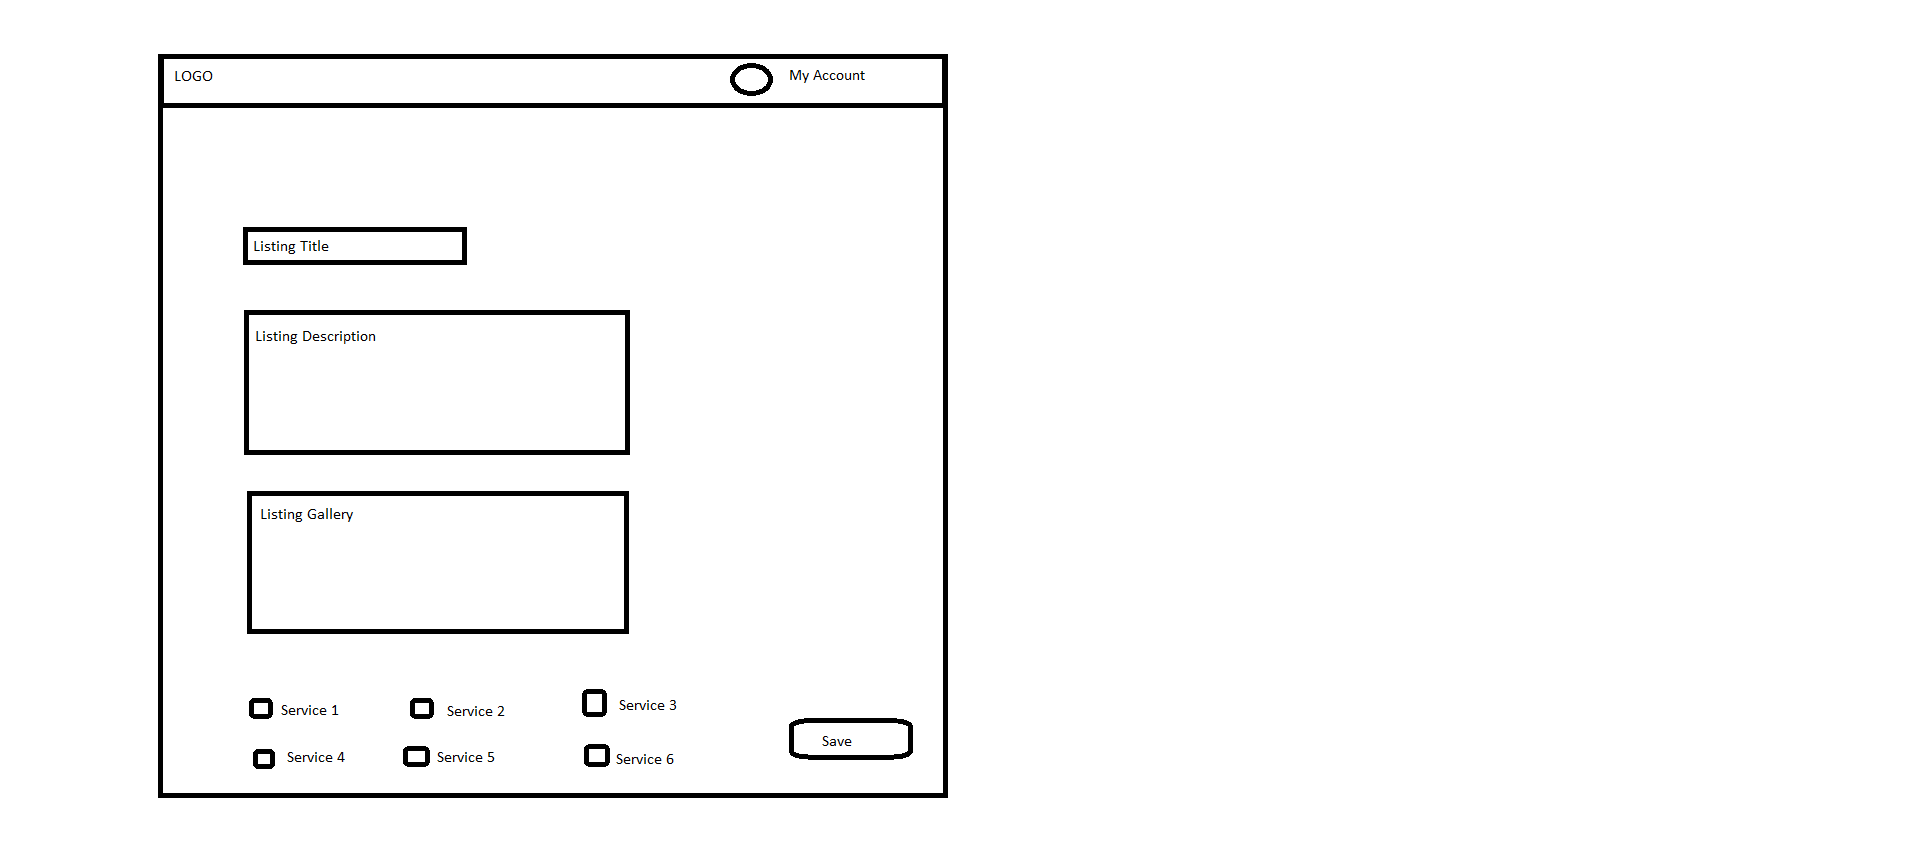 LOGO
My Account
Listing Title
Listing Description
Listing Gallery
Service 1
Service 2
Service 3
Service 4
Service 5
Service 6
Save